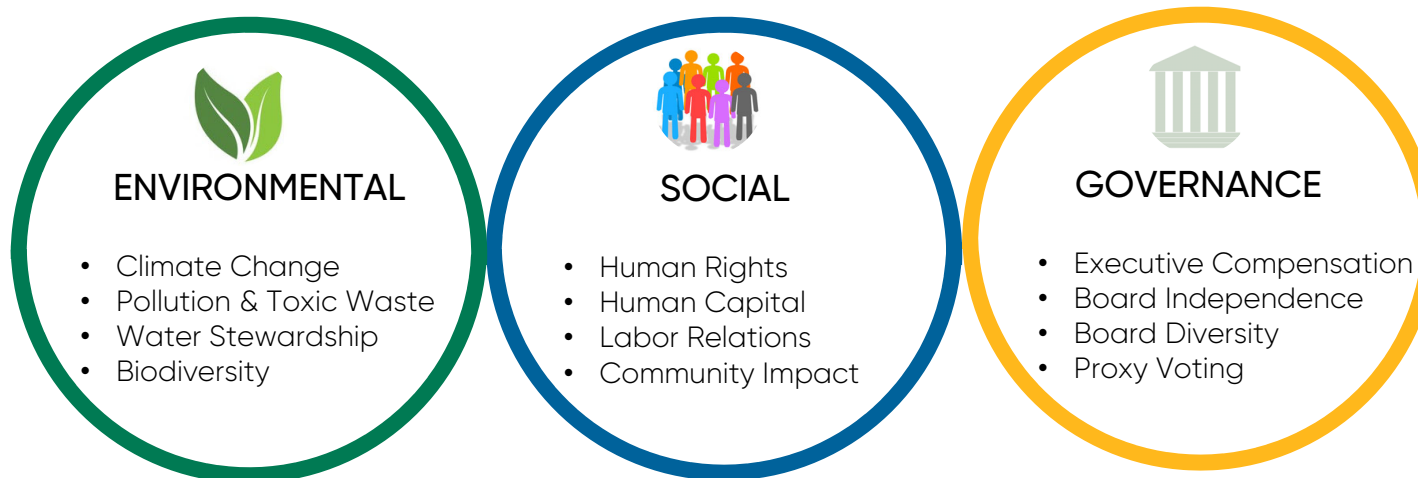 ENVIRONMENTAL
• Climate Change
• Pollution & Toxic Waste
• Water Stewardship
• Biodiversity
SOCIAL
• Human Rights
• Human Capital
• Labor Relations
• Community Impact
GOVERNANCE
• Executive Compensation
• Board Independence
• Board Diversity
• Proxy Voting